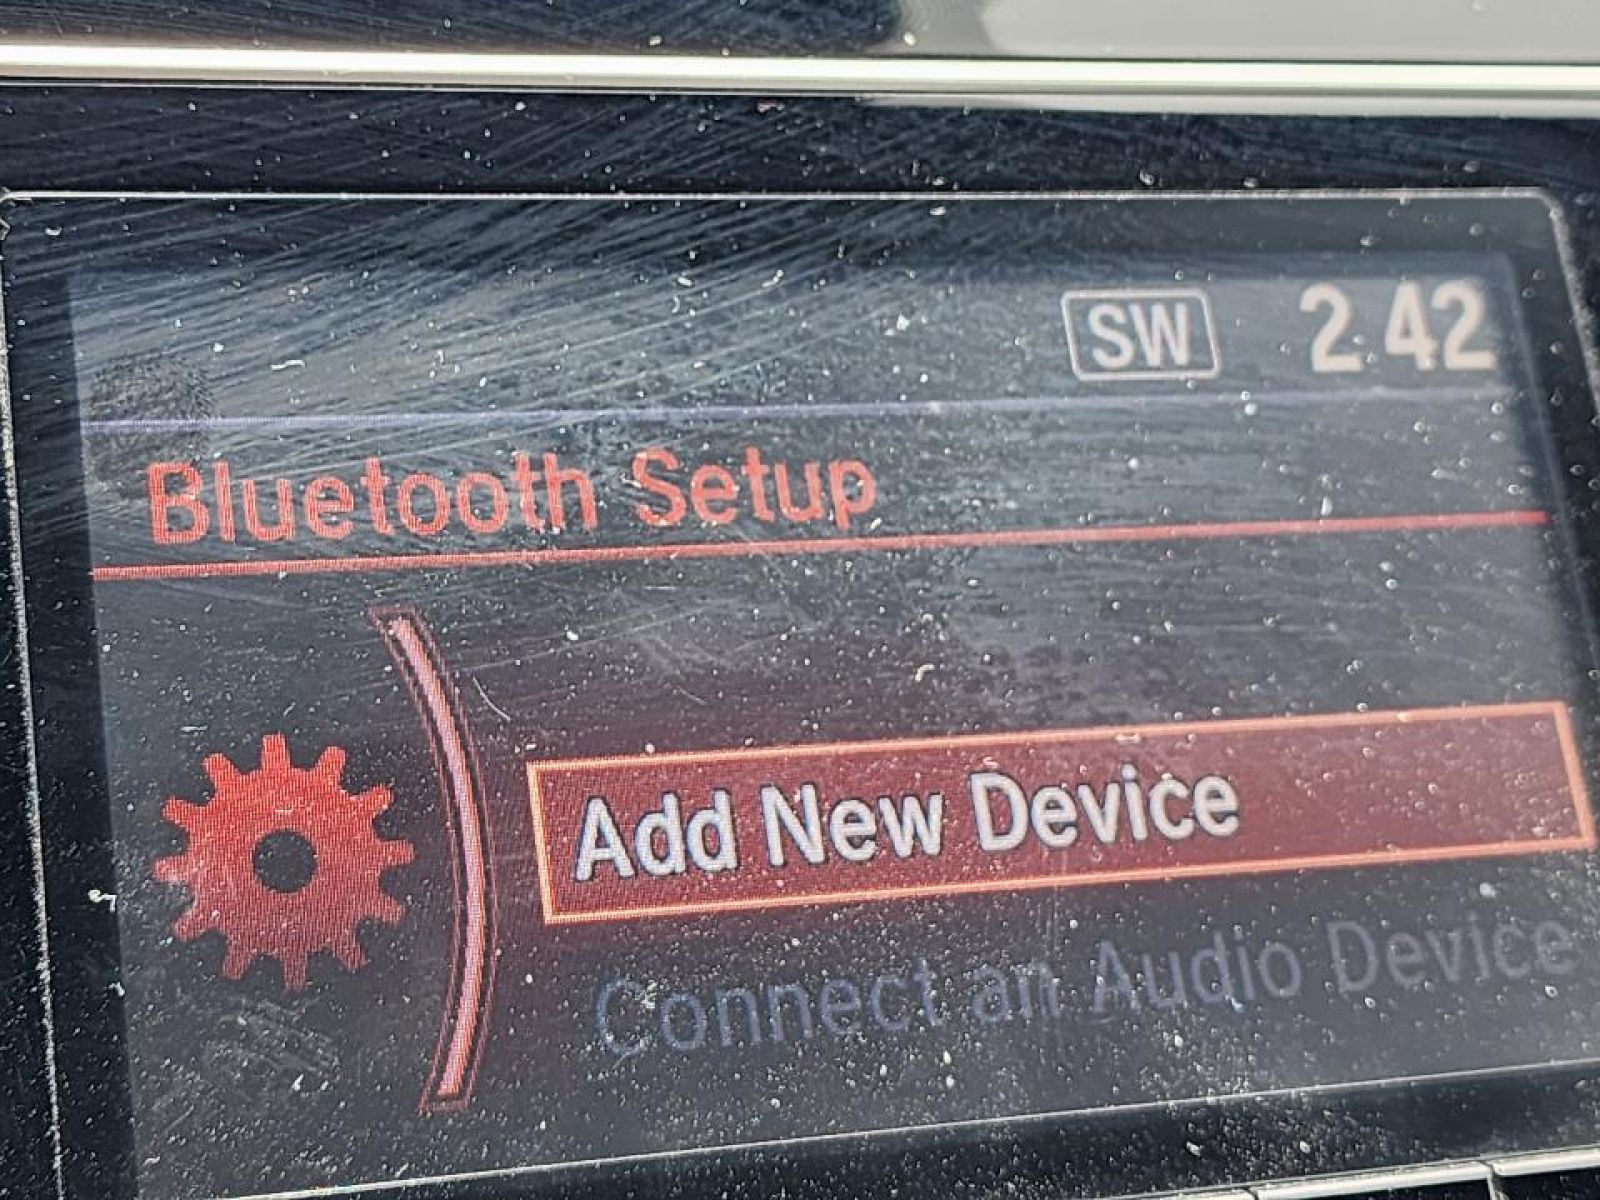 SW 2 42
Bluetooth Setup
Add New Device
Connect an Audio Device